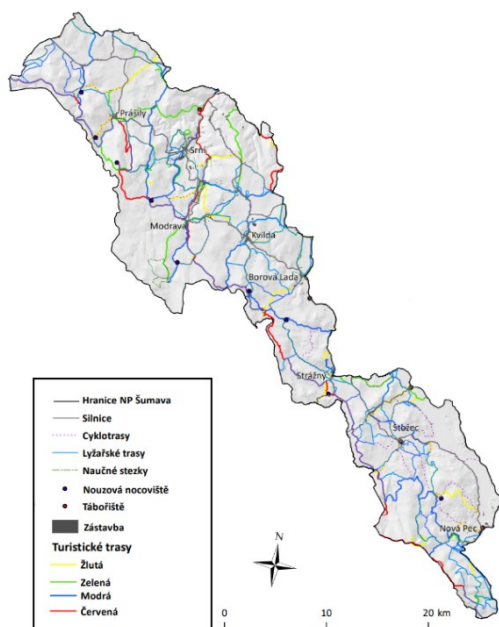 Prášily
Srní
Modrava
Kvilda
Borová Lada
Strážný
Stožec
Nová Pec
Hranice NP Šumava
Silnice
Cyklotrasy
Lyžařské trasy
Naučné stezky
Nouzová nocoviště
Tábořiště
Zástavba
Turistické trasy
Žlutá
Zelená
Modrá
Červená
N
0 10 20 km